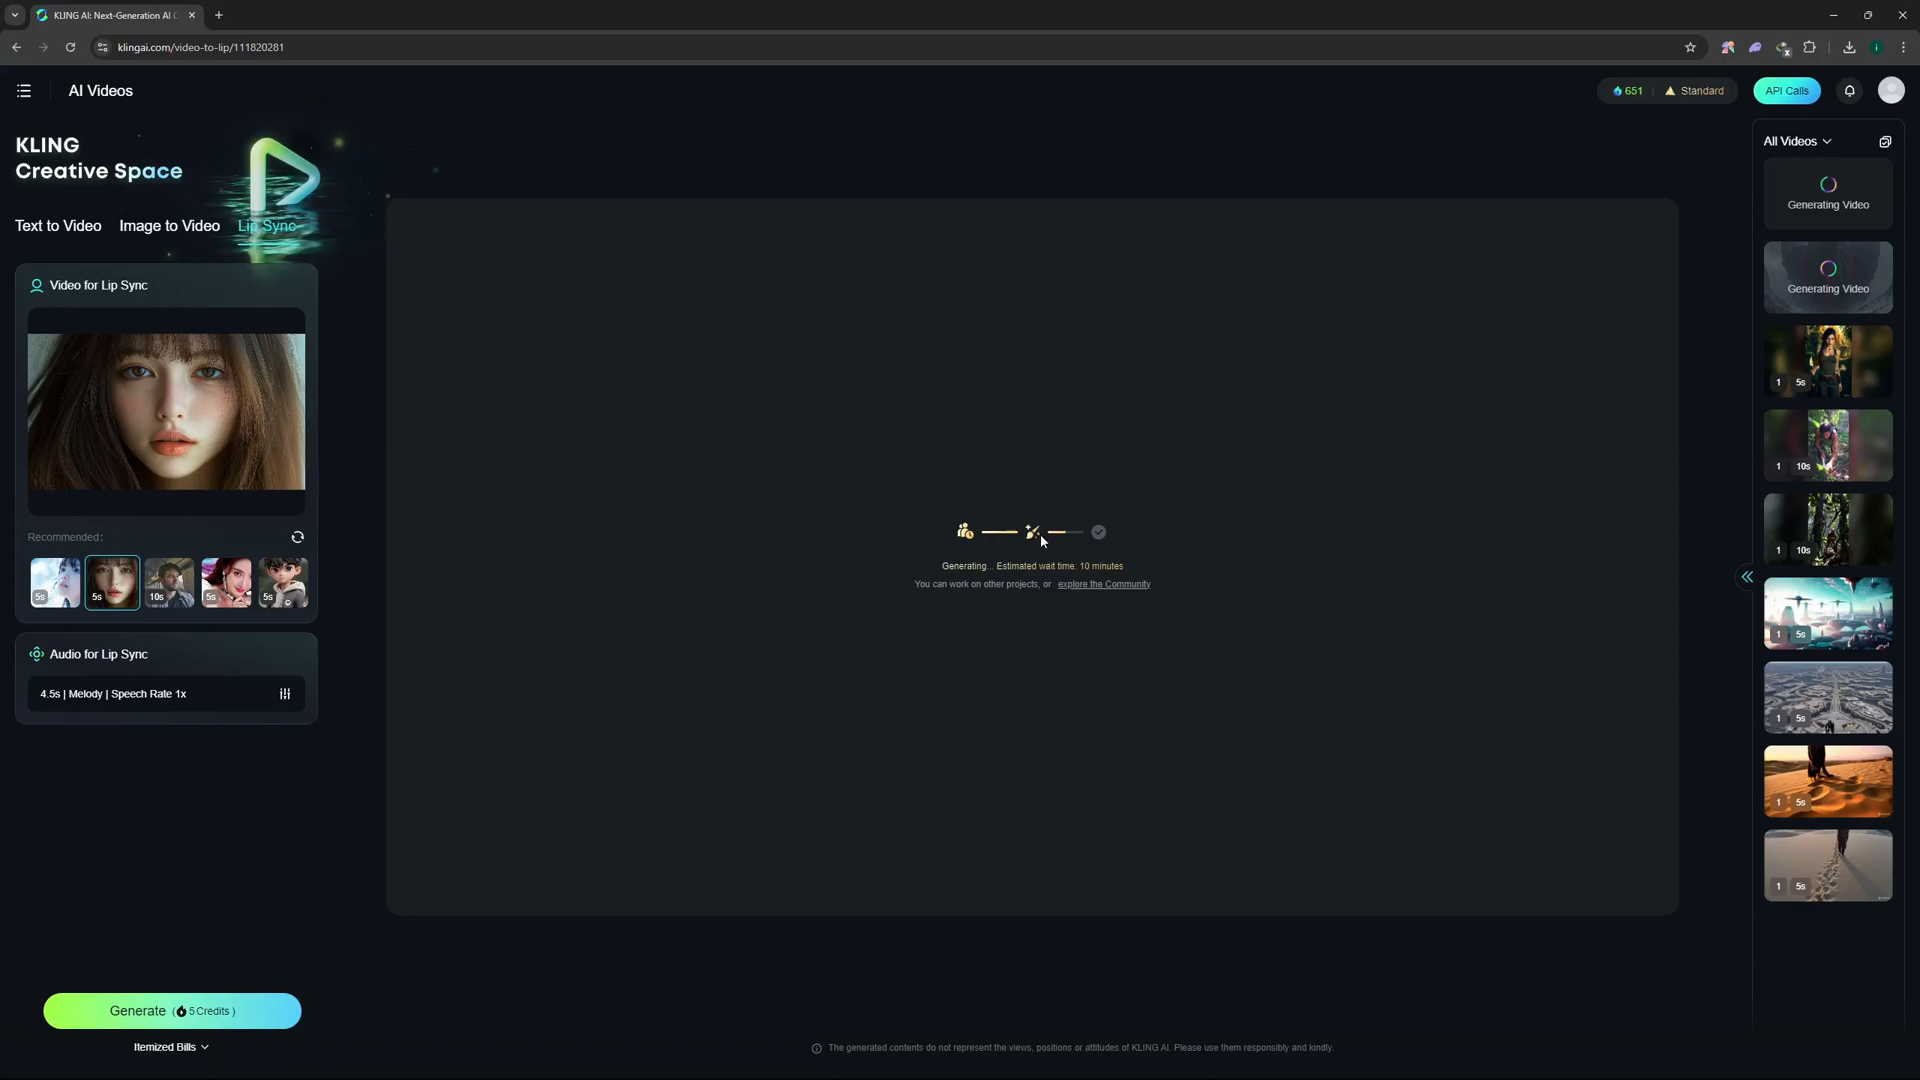 KLING AI: Next-Generation AI C
klingai.com/video-to-lip/111820281
AI Videos
651
Standard
API Calls
KLING
Creative Space
Text to Video
Image to Video
Lip Sync
Video for Lip Sync
Recommended:
5s
5s
10s
5s
5s
Audio for Lip Sync
4.5s | Melody | Speech Rate 1x
Generate ( 5 Credits )
Itemized Bills
Generating... Estimated wait time: 10 minutes
You can work on other projects, or explore the Community
The generated contents do not represent the views, positions or attitudes of KLING AI. Please use them responsibly and kindly.
All Videos
Generating Video
Generating Video
1 5s
1 10s
1 10s
1 5s
1 5s
1 5s
1 5s